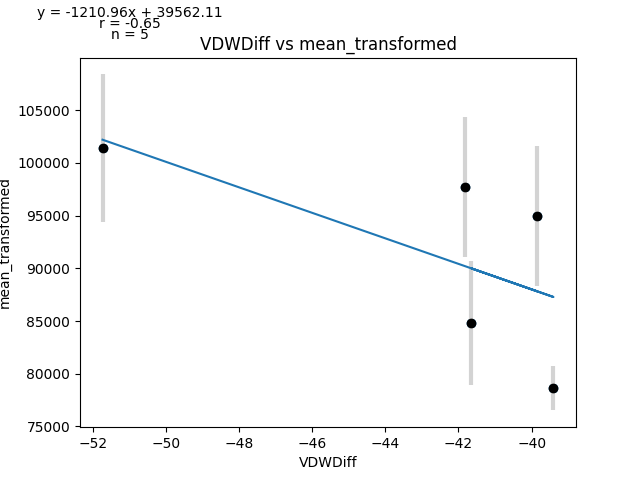 y = -1210.96x + 39562.11
r = -0.65
n = 5
VDWDiff vs mean_transformed
105000
100000
95000
90000
85000
80000
75000
mean_transformed
−52 −50 −48 −46 −44 −42 −40
VDWDiff